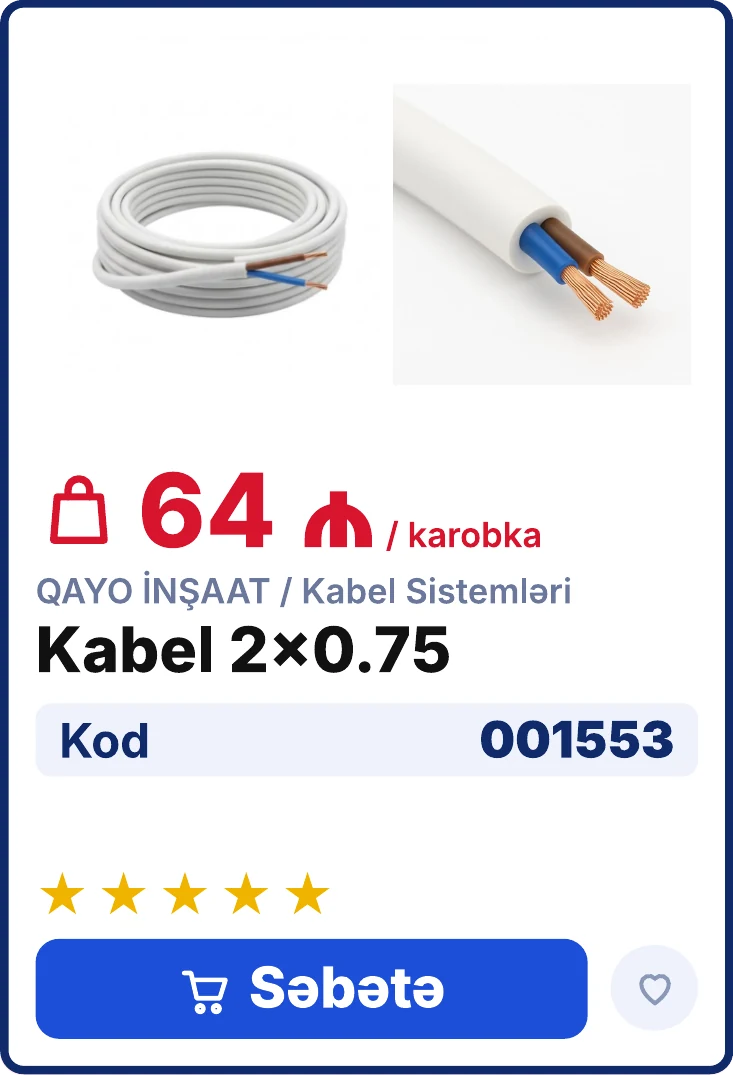 64 ₼ / karobka
QAYO İNŞAAT / Kabel Sistemləri
Kabel 2×0.75
Kod 001553
Səbətə